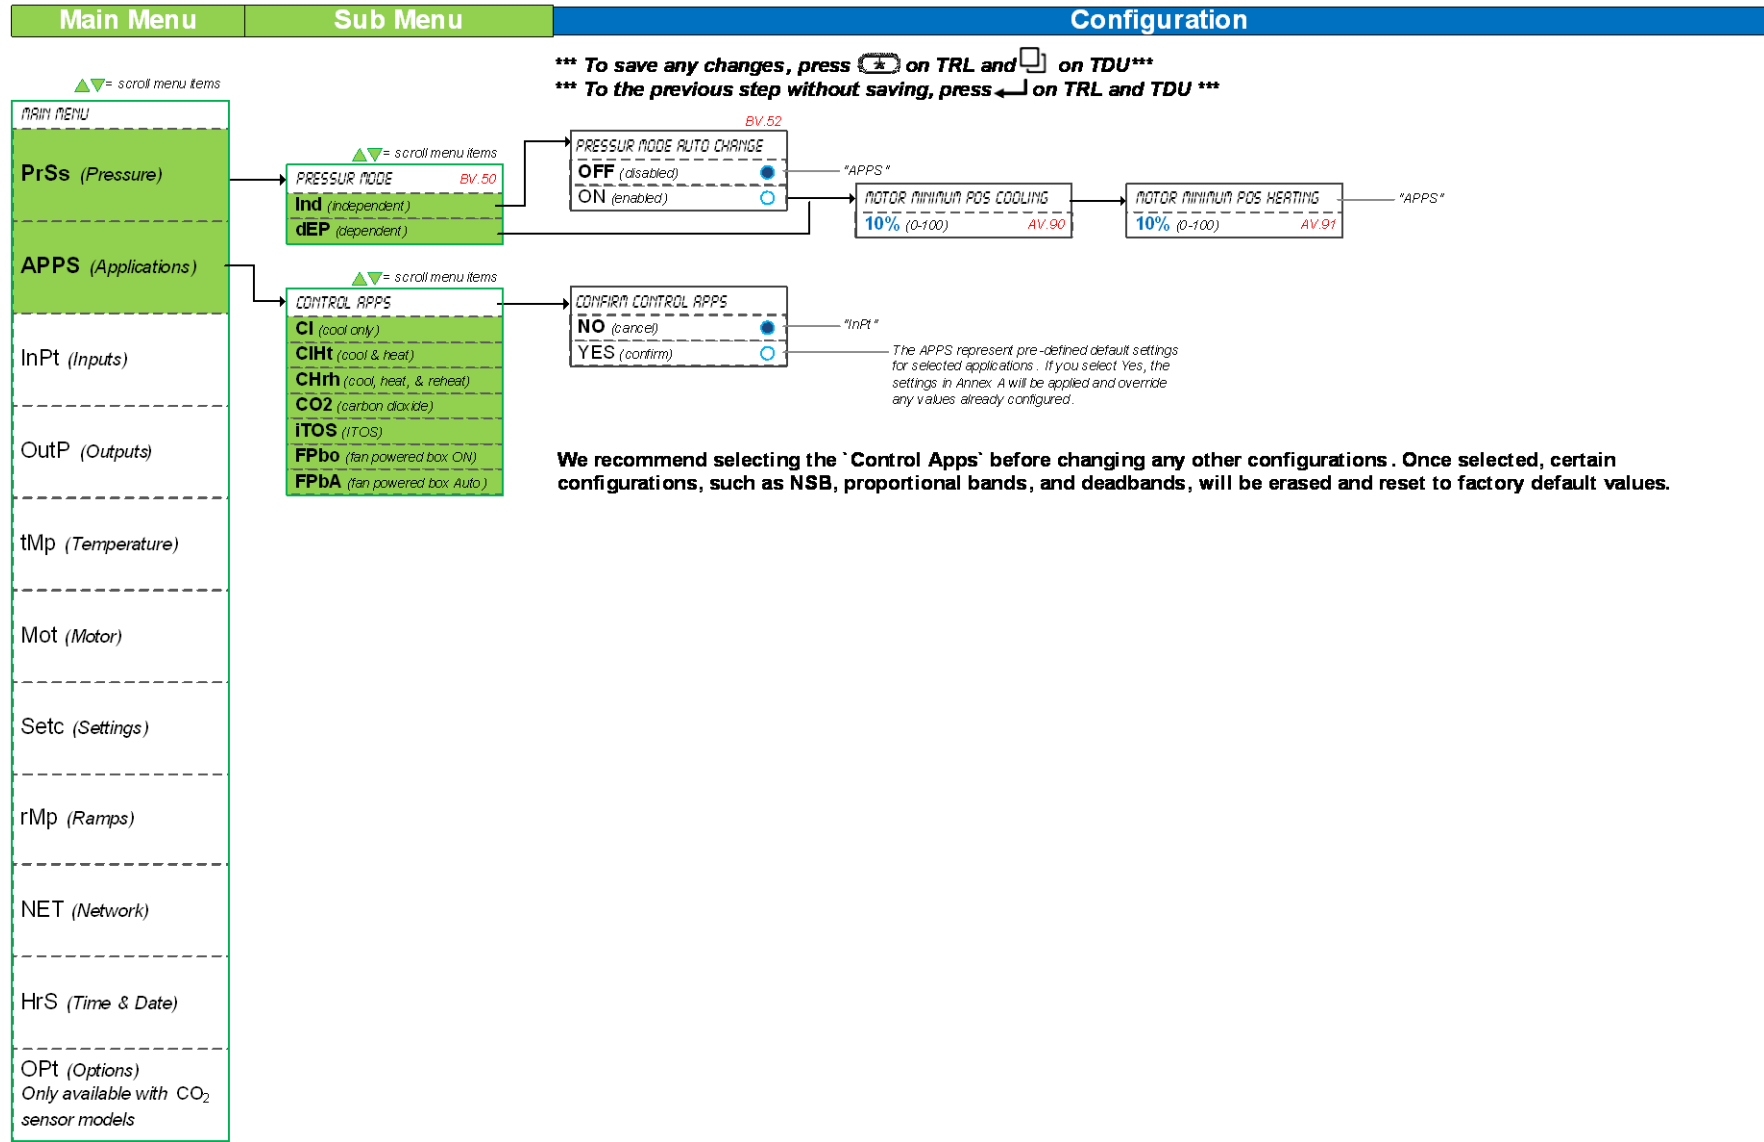 Main Menu
Sub Menu
Configuration
*** To save any changes, press on TRL and on TDU***
*** To the previous step without saving, press on TRL and TDU ***
= scroll menu items
MAIN MENU
PrSs (Pressure)
APPS (Applications)
InPt (Inputs)
OutP (Outputs)
tMp (Temperature)
Mot (Motor)
Setc (Settings)
rMp (Ramps)
NET (Network)
HrS (Time & Date)
OPt (Options)
Only available with CO₂
sensor models
= scroll menu items
PRESSUR MODE BV.50
Ind (independent)
dEP (dependent)
BV.52
PRESSUR MODE AUTO CHANGE
OFF (disabled)
"APPS"
ON (enabled)
MOTOR MINIMUM POS COOLING
10% (0-100) AV.90
MOTOR MINIMUM POS HEATING
10% (0-100) AV.91
"APPS"
= scroll menu items
CONTROL APPS
Cl (cool only)
ClHt (cool & heat)
CHrh (cool, heat, & reheat)
CO2 (carbon dioxide)
iTOS (ITOS)
FPbo (fan powered box ON)
FPbA (fan powered box Auto)
CONFIRM CONTROL APPS
NO (cancel)
"InPt"
YES (confirm)
The APPS represent pre-defined default settings
for selected applications. If you select Yes, the
settings in Annex A will be applied and override
any values already configured.
We recommend selecting the `Control Apps` before changing any other configurations. Once selected, certain
configurations, such as NSB, proportional bands, and deadbands, will be erased and reset to factory default values.